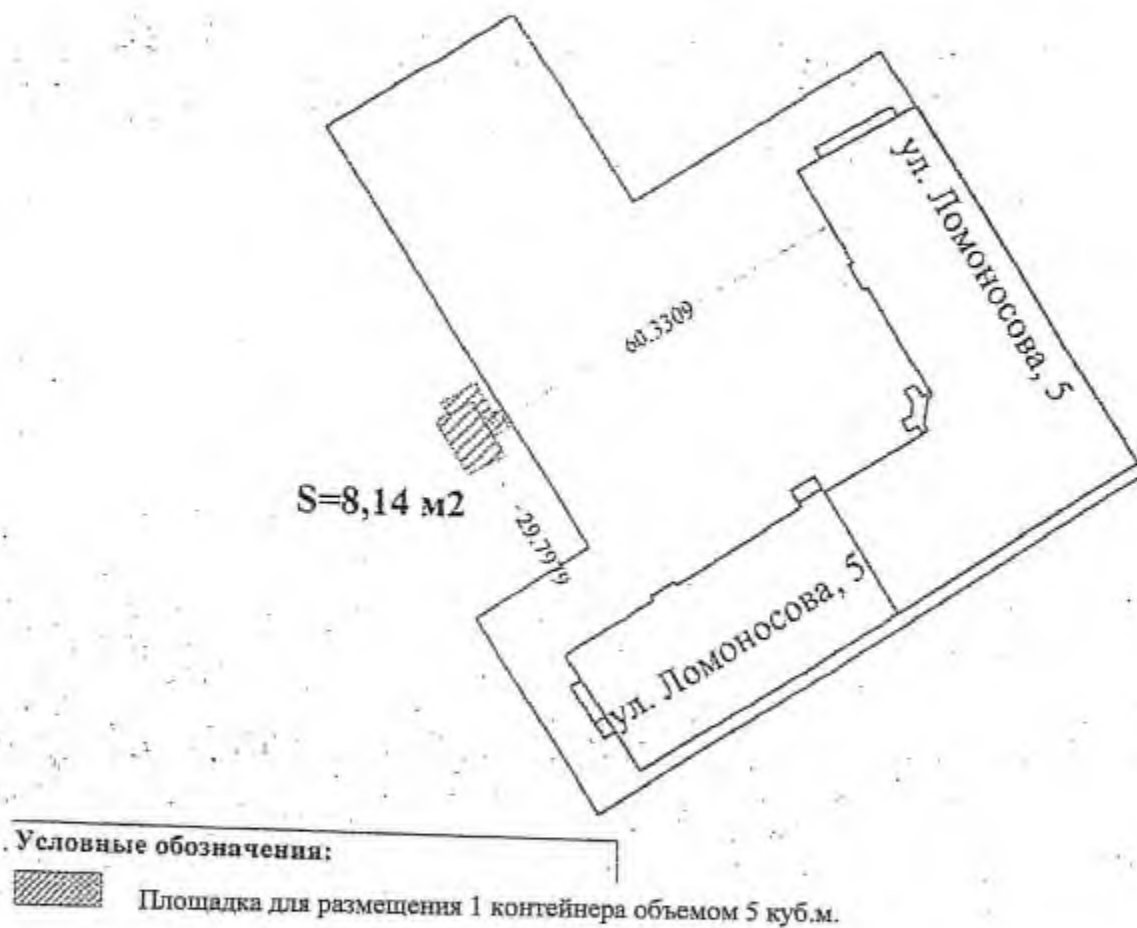 ул. Ломоносова, 5
60.3309
S=8,14 м2
29.7979
ул. Ломоносова, 5
Условные обозначения:
Площадка для размещения 1 контейнера объемом 5 куб.м.